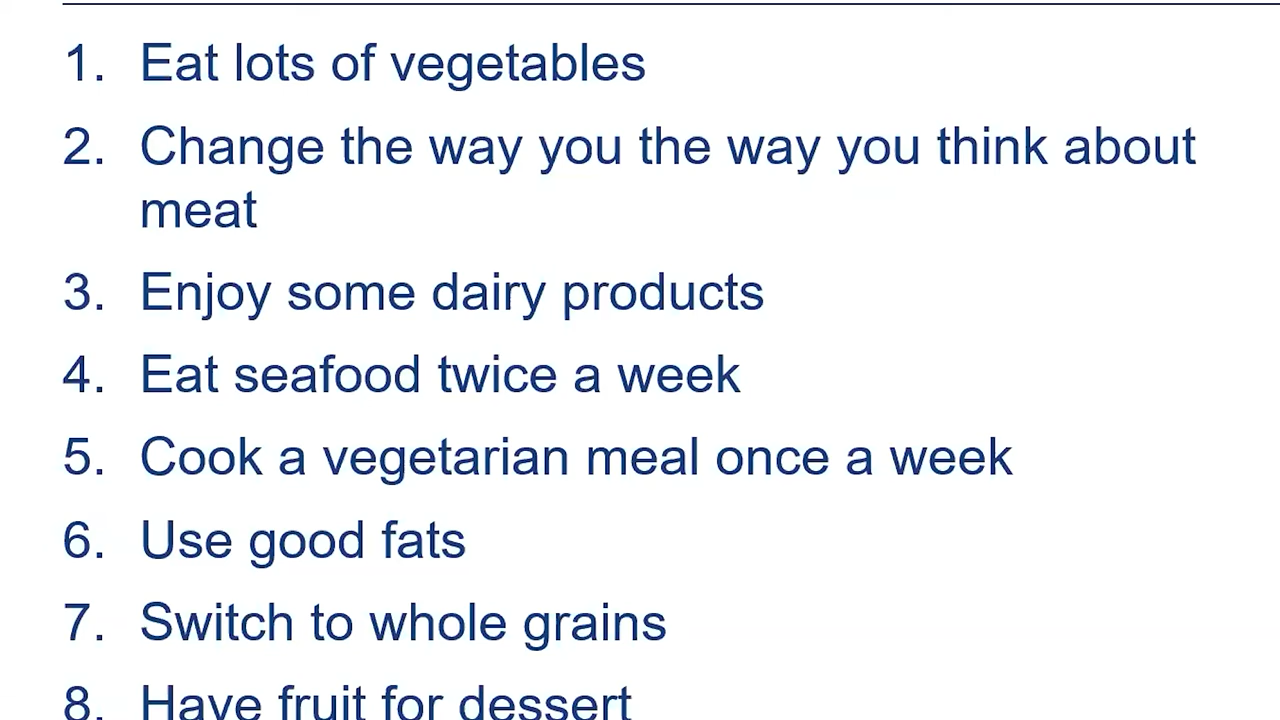 1. Eat lots of vegetables
2. Change the way you the way you think about
meat
3. Enjoy some dairy products
4. Eat seafood twice a week
5. Cook a vegetarian meal once a week
6. Use good fats
7. Switch to whole grains
8. Have fruit for dessert